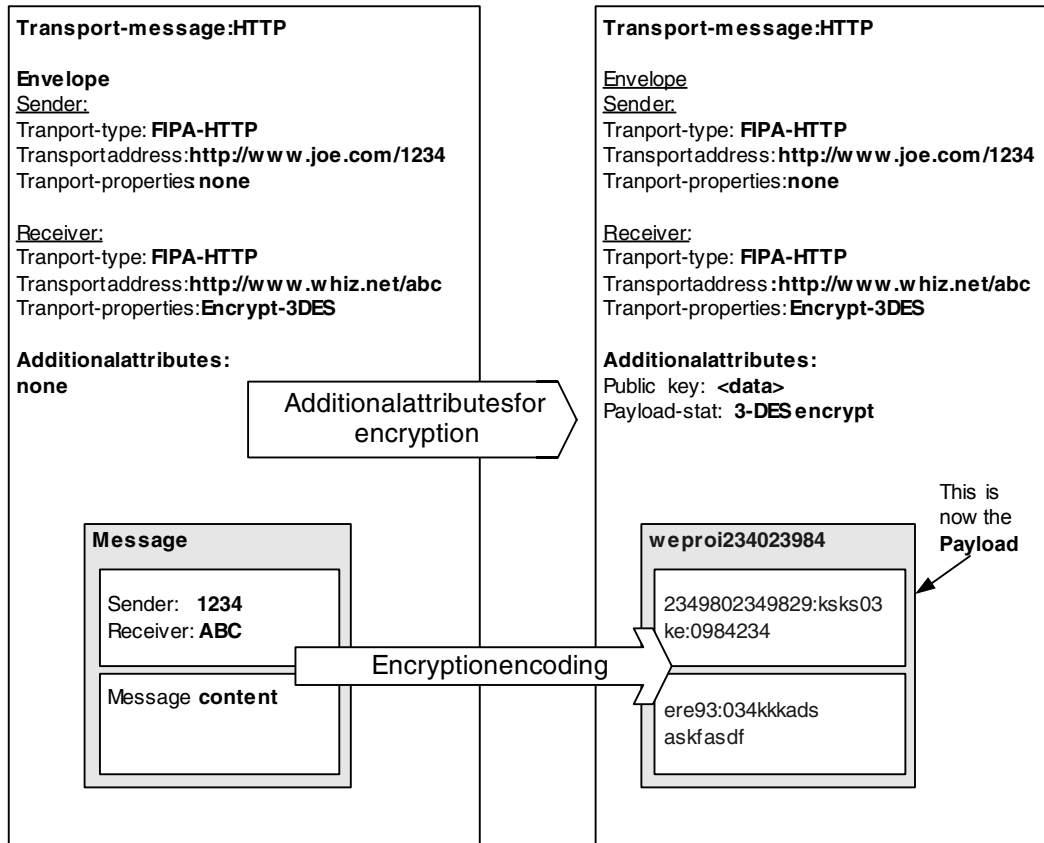 Transport-message:HTTP
Envelope
Sender:
Tranport-type: FIPA-HTTP
Transportaddress:http://www.joe.com/1234
Tranport-properties:none
Receiver:
Tranport-type: FIPA-HTTP
Transportaddress:http://www.whiz.net/abc
Tranport-properties:Encrypt-3DES
Additionalattributes:
none
Additionalattributesfor
encryption
Message
Sender: 1234
Receiver: ABC
Message content
Encryptionencoding
Transport-message:HTTP
Envelope
Sender:
Tranport-type: FIPA-HTTP
Transportaddress:http://www.joe.com/1234
Tranport-properties:none
Receiver:
Tranport-type: FIPA-HTTP
Transportaddress:http://www.whiz.net/abc
Tranport-properties:Encrypt-3DES
Additionalattributes:
Public key: <data>
Payload-stat: 3-DES encrypt
This is
now the
Payload
weproi234023984
2349802349829:ksks03
ke:0984234
ere93:034kkkads
askfasdf